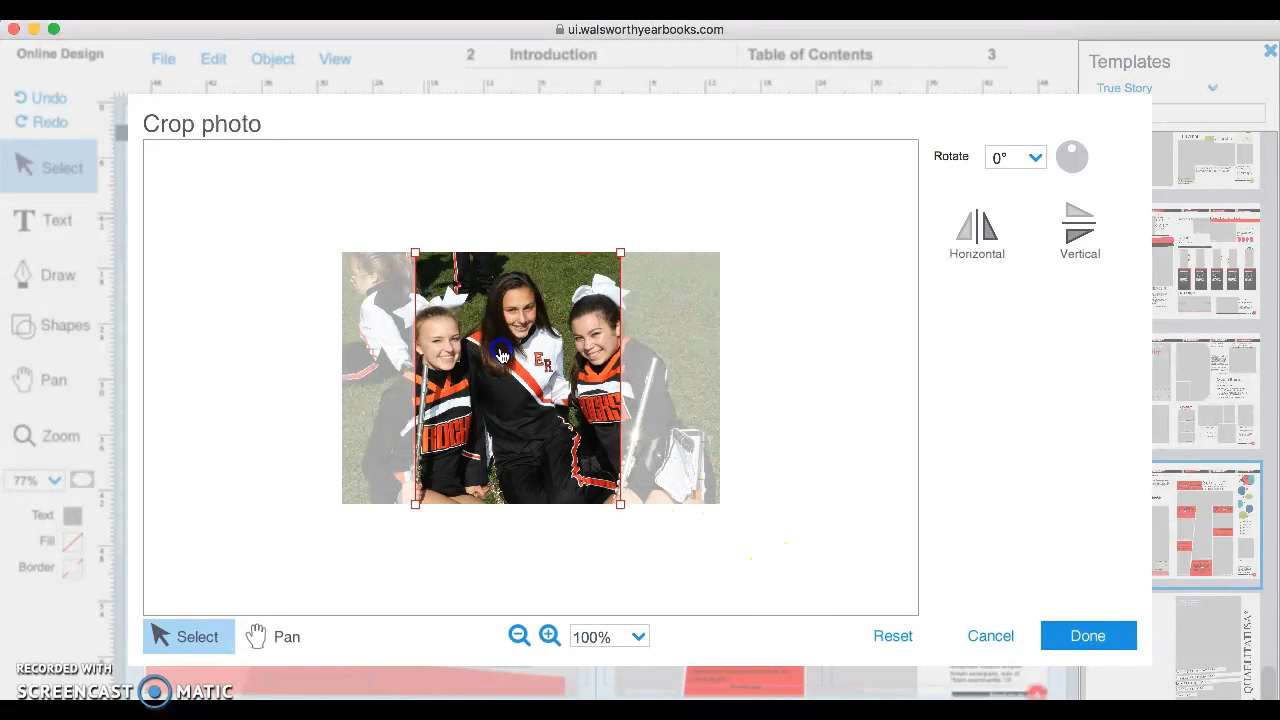 ui.walsworthyearbooks.com
Online Design
File Edit Object View
2 Introduction
Table of Contents 3
Templates
True Story
Undo
Redo
Select
Text
Draw
Shapes
Pan
Zoom
77%
Text
Fill
Border
Crop photo
Rotate 0°
Horizontal
Vertical
ER
ROCK
ROCKS
Select
Pan
100%
Reset
Cancel
Done
RECORDED WITH
SCREENCAST MATIC